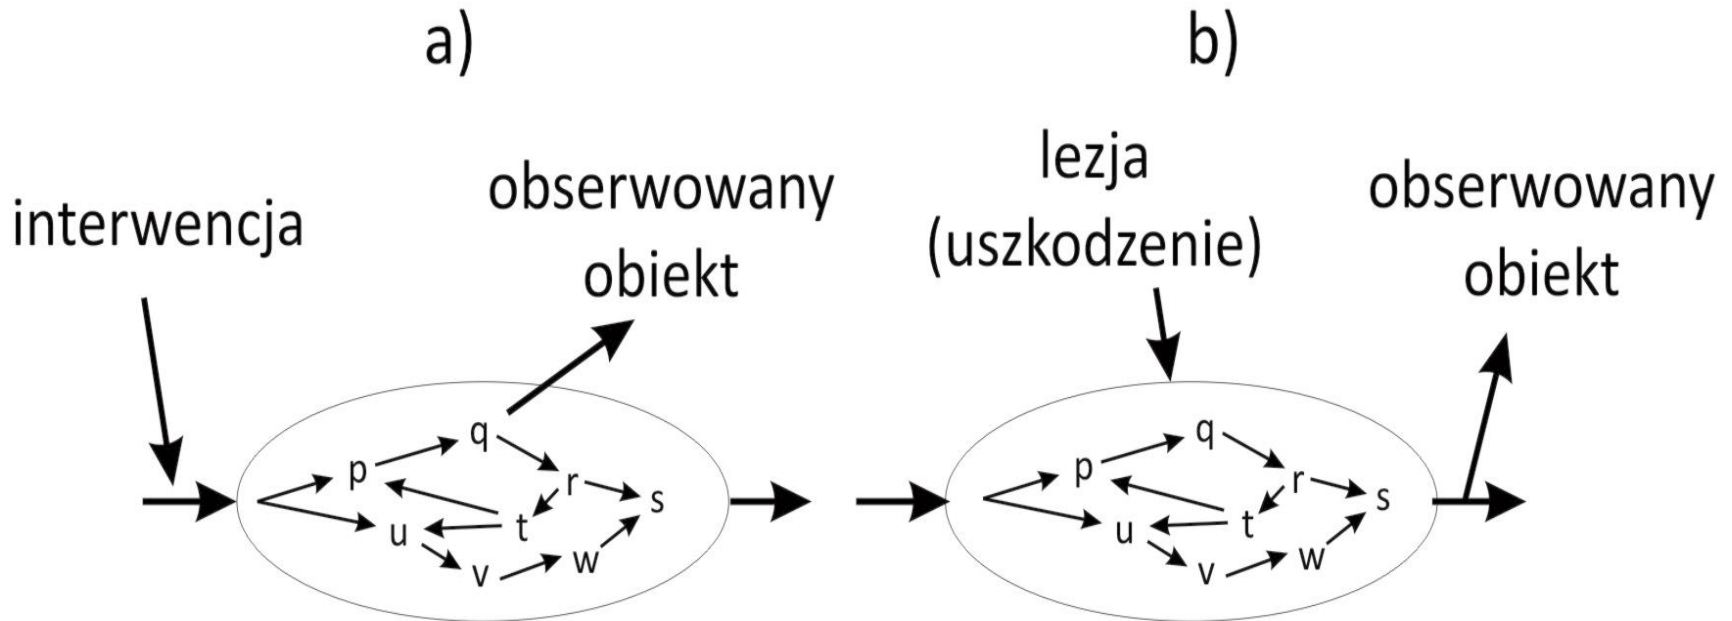 a)
interwencja
obserwowany
obiekt
q
p
r
s
u
t
v
w
b)
lezja
(uszkodzenie)
obserwowany
obiekt
q
p
r
s
u
t
v
w